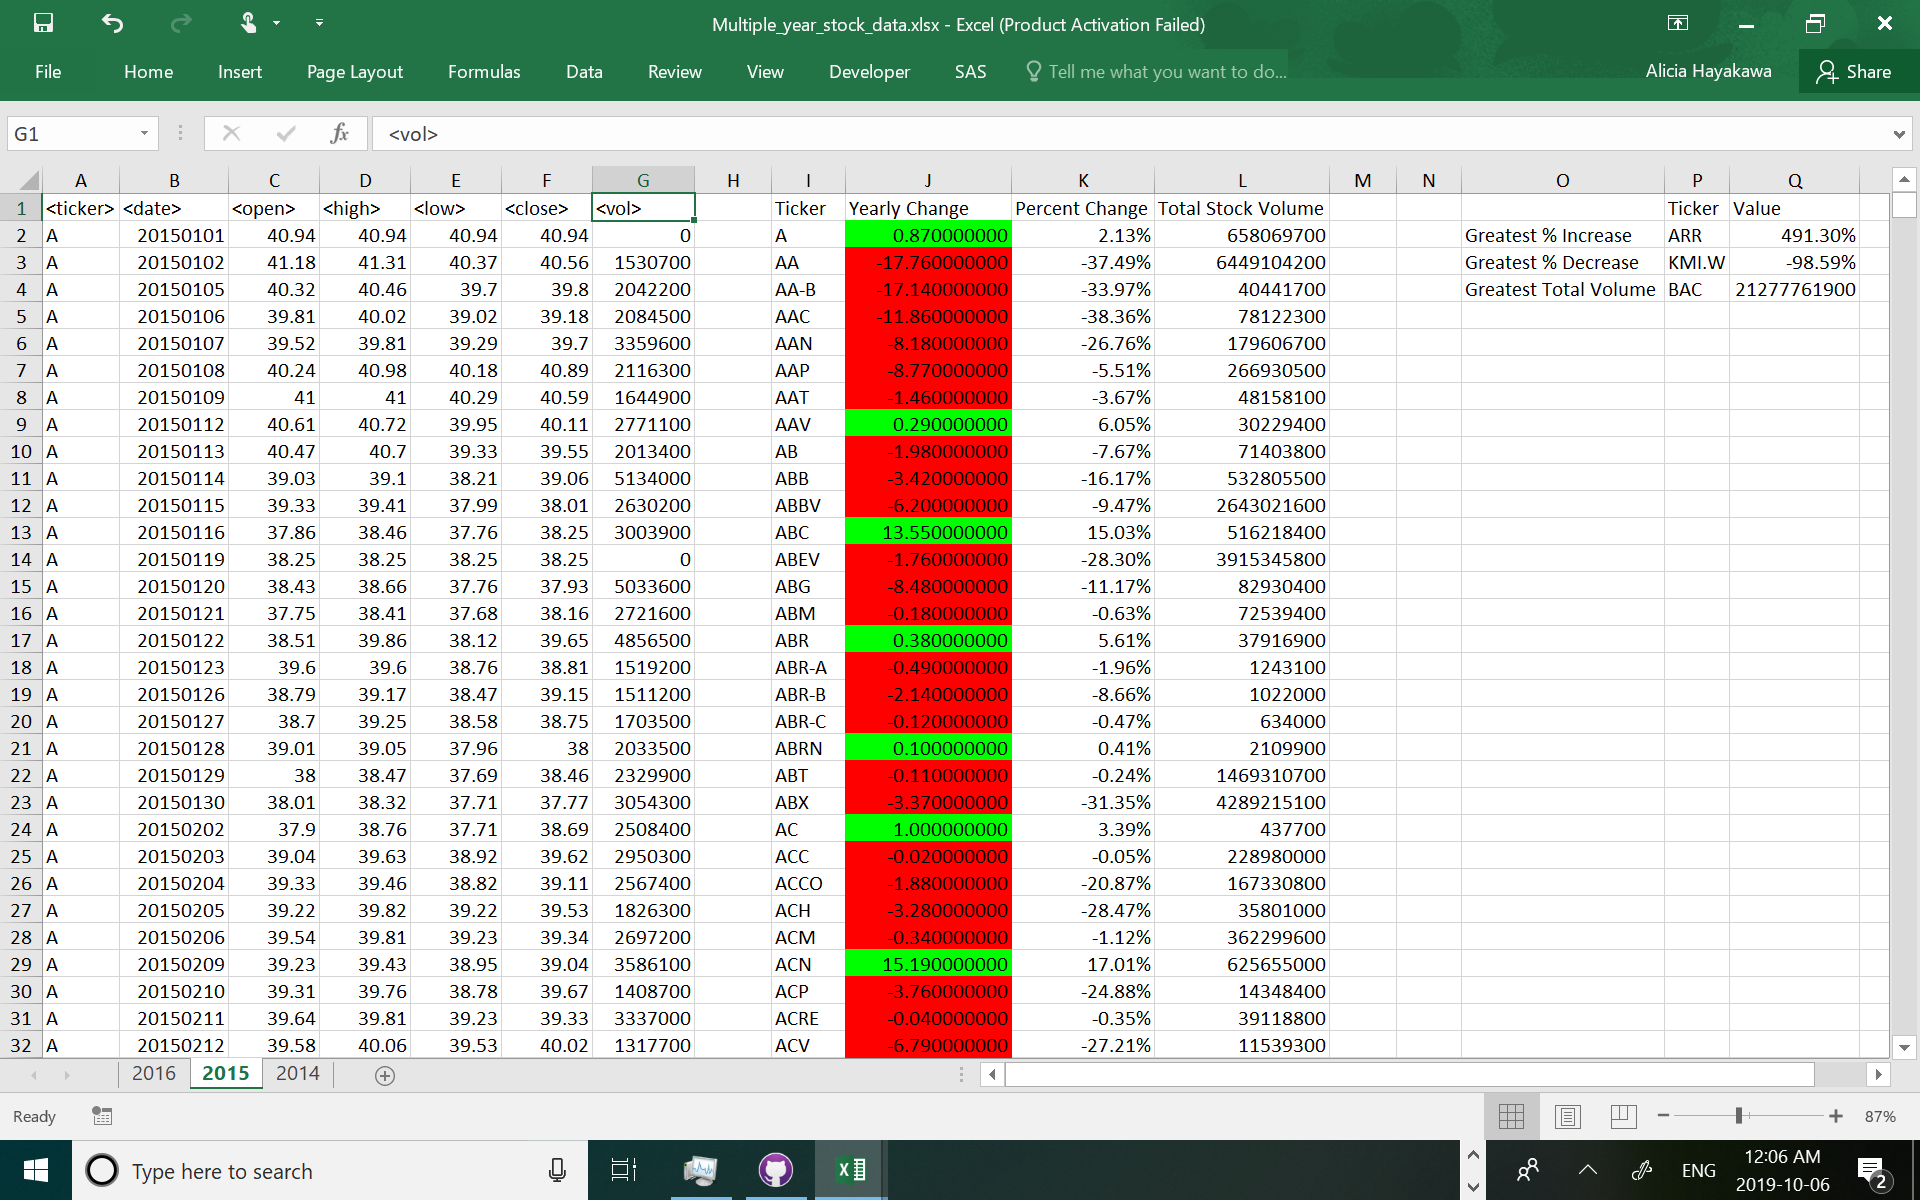 Multiple_year_stock_data.xlsx - Excel (Product Activation Failed)
File Home Insert Page Layout Formulas Data Review View Developer SAS Tell me what you want to do... Alicia Hayakawa Share
G1 fx <vol>
A B C D E F G H I J K L M N O P Q
1 <ticker> <date> <open> <high> <low> <close> <vol> Ticker Yearly Change Percent Change Total Stock Volume Ticker Value
2 A 20150101 40.94 40.94 40.94 40.94 0 A 0.870000000 2.13% 658069700 Greatest % Increase ARR 491.30%
3 A 20150102 41.18 41.31 40.37 40.56 1530700 AA -17.760000000 -37.49% 6449104200 Greatest % Decrease KMI.W -98.59%
4 A 20150105 40.32 40.46 39.7 39.8 2042200 AA-B -17.140000000 -33.97% 40441700 Greatest Total Volume BAC 21277761900
5 A 20150106 39.81 40.02 39.02 39.18 2084500 AAC -11.860000000 -38.36% 78122300
6 A 20150107 39.52 39.81 39.29 39.7 3359600 AAN -8.180000000 -26.76% 179606700
7 A 20150108 40.24 40.98 40.18 40.89 2116300 AAP -8.770000000 -5.51% 266930500
8 A 20150109 41 41 40.29 40.59 1644900 AAT -1.460000000 -3.67% 48158100
9 A 20150112 40.61 40.72 39.95 40.11 2771100 AAV 0.290000000 6.05% 30229400
10 A 20150113 40.47 40.7 39.33 39.55 2013400 AB -1.980000000 -7.67% 71403800
11 A 20150114 39.03 39.1 38.21 39.06 5134000 ABB -3.420000000 -16.17% 532805500
12 A 20150115 39.33 39.41 37.99 38.01 2630200 ABBV -6.200000000 -9.47% 2643021600
13 A 20150116 37.86 38.46 37.76 38.25 3003900 ABC 13.550000000 15.03% 516218400
14 A 20150119 38.25 38.25 38.25 38.25 0 ABEV -1.760000000 -28.30% 3915345800
15 A 20150120 38.43 38.66 37.76 37.93 5033600 ABG -8.480000000 -11.17% 82930400
16 A 20150121 37.75 38.41 37.68 38.16 2721600 ABM -0.180000000 -0.63% 72539400
17 A 20150122 38.51 39.86 38.12 39.65 4856500 ABR 0.380000000 5.61% 37916900
18 A 20150123 39.6 39.6 38.76 38.81 1519200 ABR-A -0.490000000 -1.96% 1243100
19 A 20150126 38.79 39.17 38.47 39.15 1511200 ABR-B -2.140000000 -8.66% 1022000
20 A 20150127 38.7 39.25 38.58 38.75 1703500 ABR-C -0.120000000 -0.47% 634000
21 A 20150128 39.01 39.05 37.96 38 2033500 ABRN 0.100000000 0.41% 2109900
22 A 20150129 38 38.47 37.69 38.46 2329900 ABT -0.110000000 -0.24% 1469310700
23 A 20150130 38.01 38.32 37.71 37.77 3054300 ABX -3.370000000 -31.35% 4289215100
24 A 20150202 37.9 38.76 37.71 38.69 2508400 AC 1.000000000 3.39% 437700
25 A 20150203 39.04 39.63 38.92 39.62 2950300 ACC -0.020000000 -0.05% 228980000
26 A 20150204 39.33 39.46 38.82 39.11 2567400 ACCO -1.880000000 -20.87% 167330800
27 A 20150205 39.22 39.82 39.22 39.53 1826300 ACH -3.280000000 -28.47% 35801000
28 A 20150206 39.54 39.81 39.23 39.34 2697200 ACM -0.340000000 -1.12% 362299600
29 A 20150209 39.23 39.43 38.95 39.04 3586100 ACN 15.190000000 17.01% 625655000
30 A 20150210 39.31 39.76 38.78 39.67 1408700 ACP -3.760000000 -24.88% 14348400
31 A 20150211 39.64 39.81 39.23 39.33 3337000 ACRE -0.040000000 -0.35% 39118800
32 A 20150212 39.58 40.06 39.53 40.02 1317700 ACV -6.790000000 -27.21% 11539300
2016 2015 2014
Ready 87%
Type here to search ENG 12:06 AM
2019-10-06 2